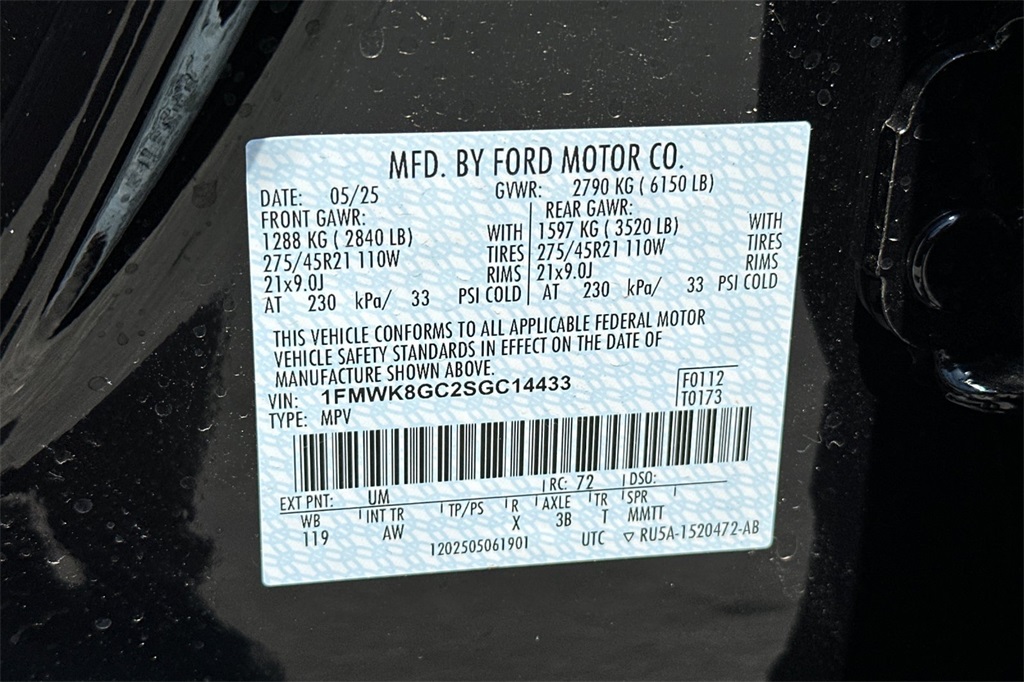 MFD. BY FORD MOTOR CO.
DATE: 05/25 GVWR: 2790 KG ( 6150 LB)
FRONT GAWR: REAR GAWR:
1288 KG ( 2840 LB) WITH 1597 KG ( 3520 LB) WITH
275/45R21 110W TIRES 275/45R21 110W TIRES
21x9.0J RIMS 21x9.0J RIMS
AT 230 kPa/ 33 PSI COLD AT 230 kPa/ 33 PSI COLD
THIS VEHICLE CONFORMS TO ALL APPLICABLE FEDERAL MOTOR
VEHICLE SAFETY STANDARDS IN EFFECT ON THE DATE OF
MANUFACTURE SHOWN ABOVE.
VIN: 1FMWK8GC2SGC14433 F0112
TYPE: MPV T0173
EXT PNT: UM RC: 72 DSO:
WB INT TR TP/PS R AXLE TR SPR
119 AW X 3B T MMTT
1202505061901 UTC ▽ RU5A-1520472-AB